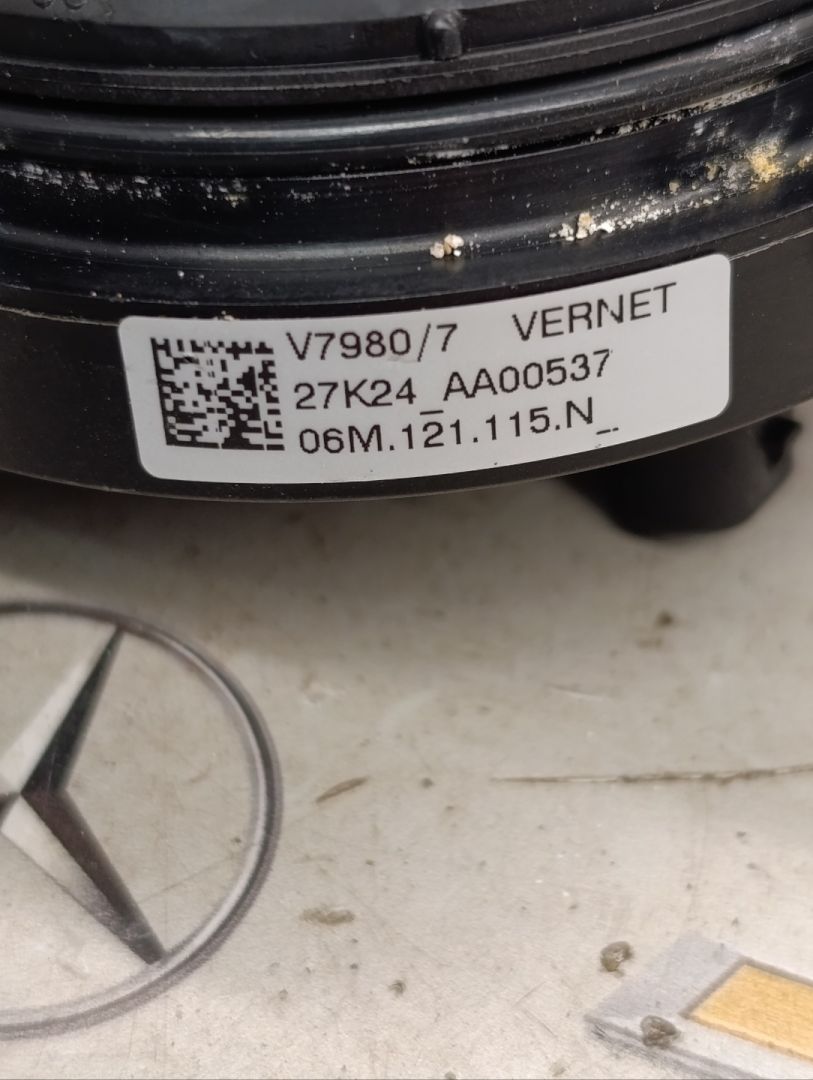 V7980/7 VERNET
27K24_AA00537
06M.121.115.N_.